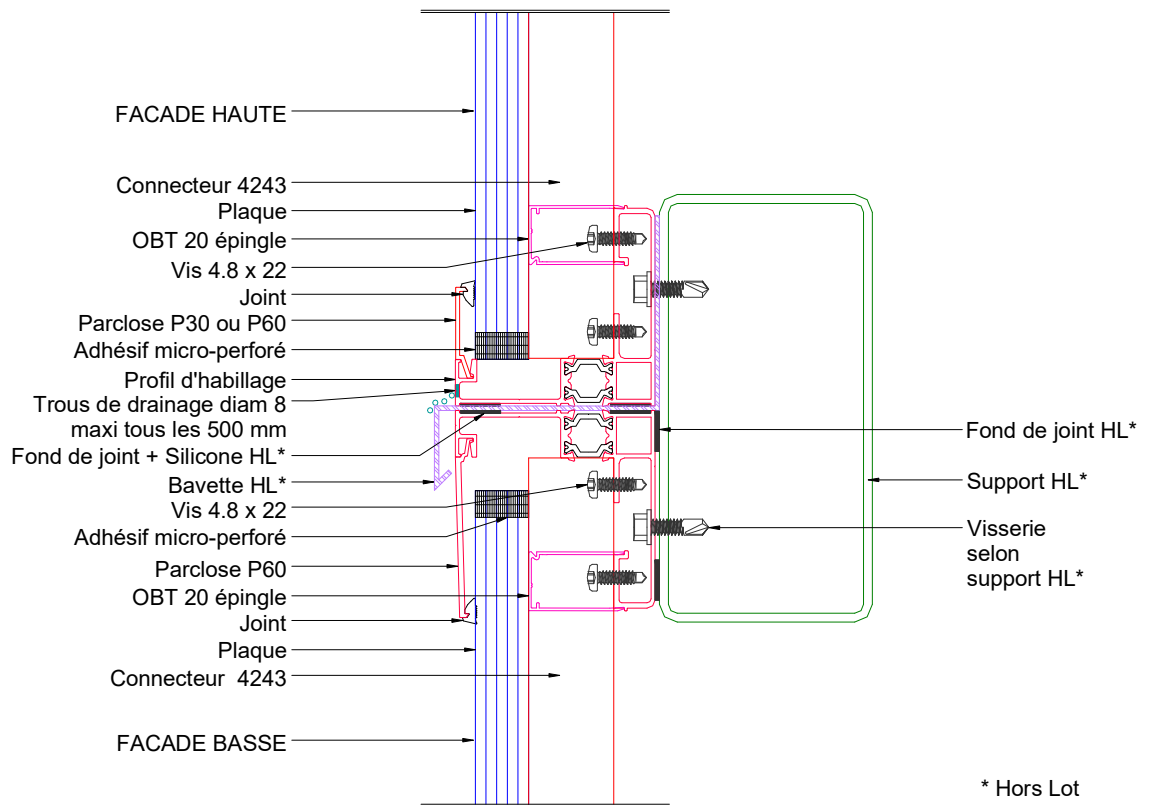 FACADE HAUTE
Connecteur 4243
Plaque
OBT 20 épingle
Vis 4.8 x 22
Joint
Parclose P30 ou P60
Adhésif micro-perforé
Profil d'habillage
Trous de drainage diam 8
maxi tous les 500 mm
Fond de joint + Silicone HL*
Bavette HL*
Vis 4.8 x 22
Adhésif micro-perforé
Parclose P60
OBT 20 épingle
Joint
Plaque
Connecteur 4243
FACADE BASSE
Fond de joint HL*
Support HL*
Visserie
selon
support HL*
* Hors Lot